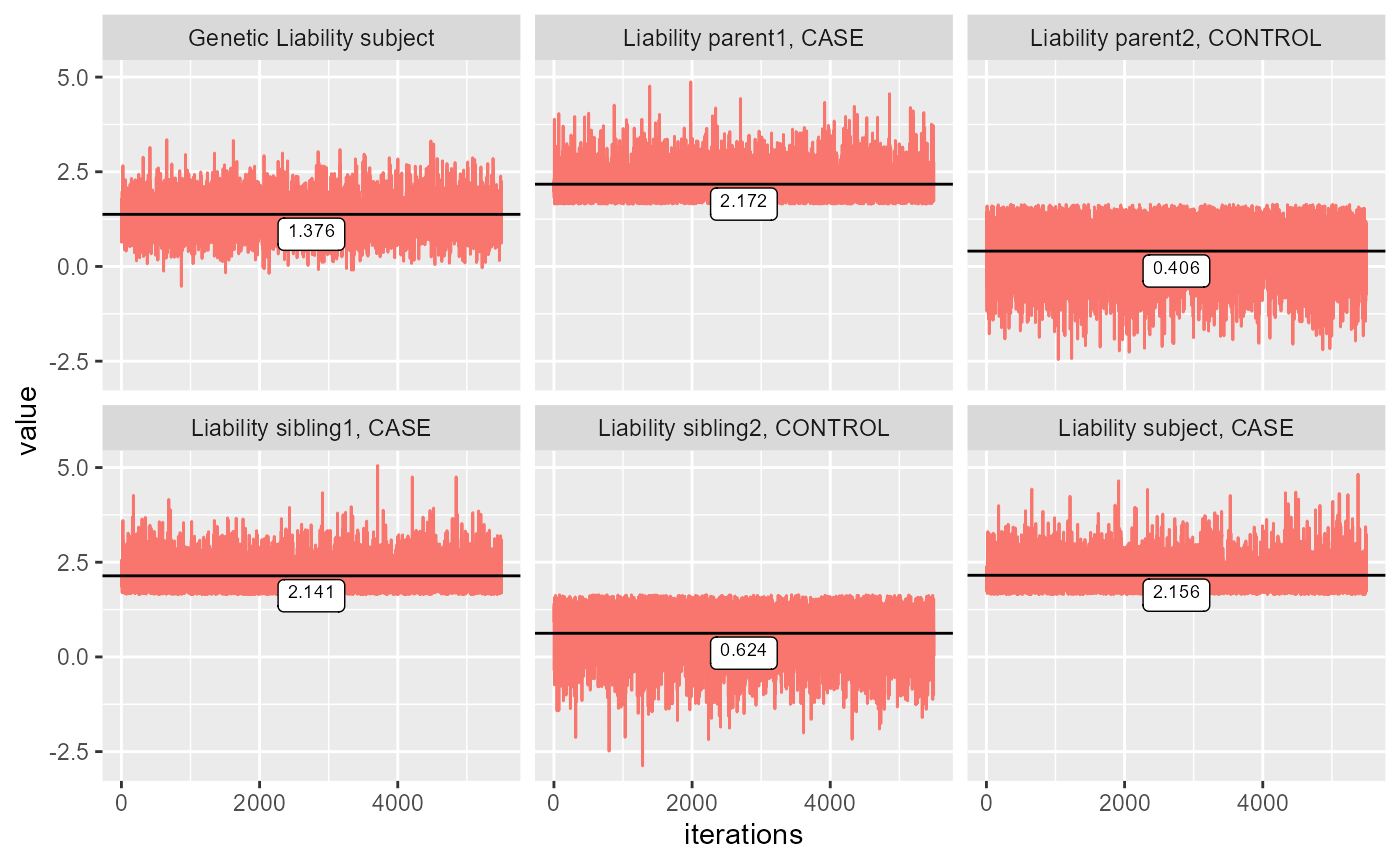 Genetic Liability subject
Liability parent1, CASE
Liability parent2, CONTROL
5.0
2.5
0.0
-2.5
1.376
2.172
0.406
value
Liability sibling1, CASE
Liability sibling2, CONTROL
Liability subject, CASE
5.0
2.5
0.0
-2.5
2.141
0.624
2.156
0
2000
4000
0
2000
4000
0
2000
4000
iterations